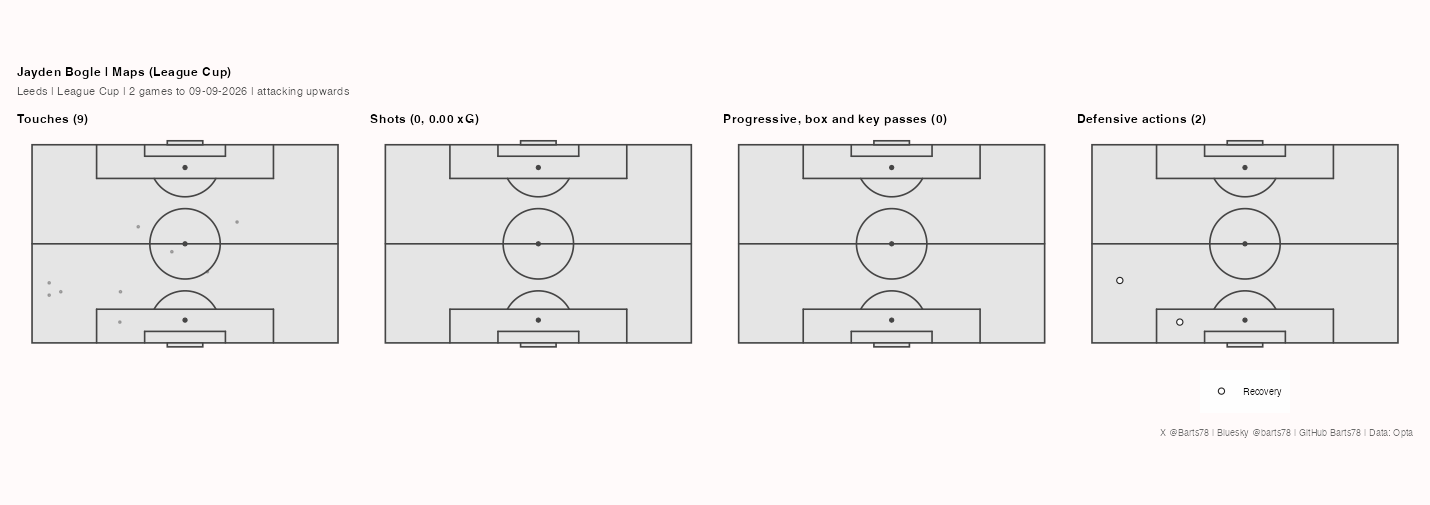 Jayden Bogle | Maps (League Cup)
Leeds | League Cup | 2 games to 09-09-2026 | attacking upwards
Touches (9)
Shots (0, 0.00 xG)
Progressive, box and key passes (0)
Defensive actions (2)
Recovery
X @Barts78 | Bluesky @barts78 | GitHub Barts78 | Data: Opta